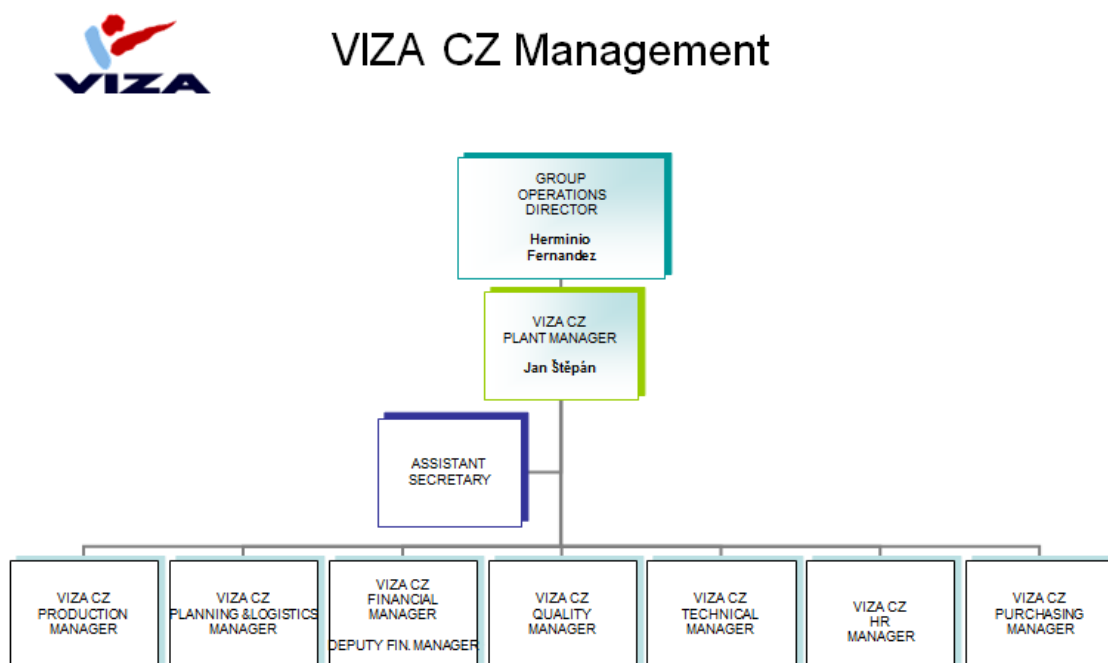 VIZA
VIZA CZ Management
GROUP
OPERATIONS
DIRECTOR
Herminio
Fernandez
VIZA CZ
PLANT MANAGER
Jan Štěpán
ASSISTANT
SECRETARY
VIZA CZ
PRODUCTION
MANAGER
VIZA CZ
PLANNING &LOGISTICS
MANAGER
VIZA CZ
FINANCIAL
MANAGER
DEPUTY FIN. MANAGER
VIZA CZ
QUALITY
MANAGER
VIZA CZ
TECHNICAL
MANAGER
VIZA CZ
HR
MANAGER
VIZA CZ
PURCHASING
MANAGER